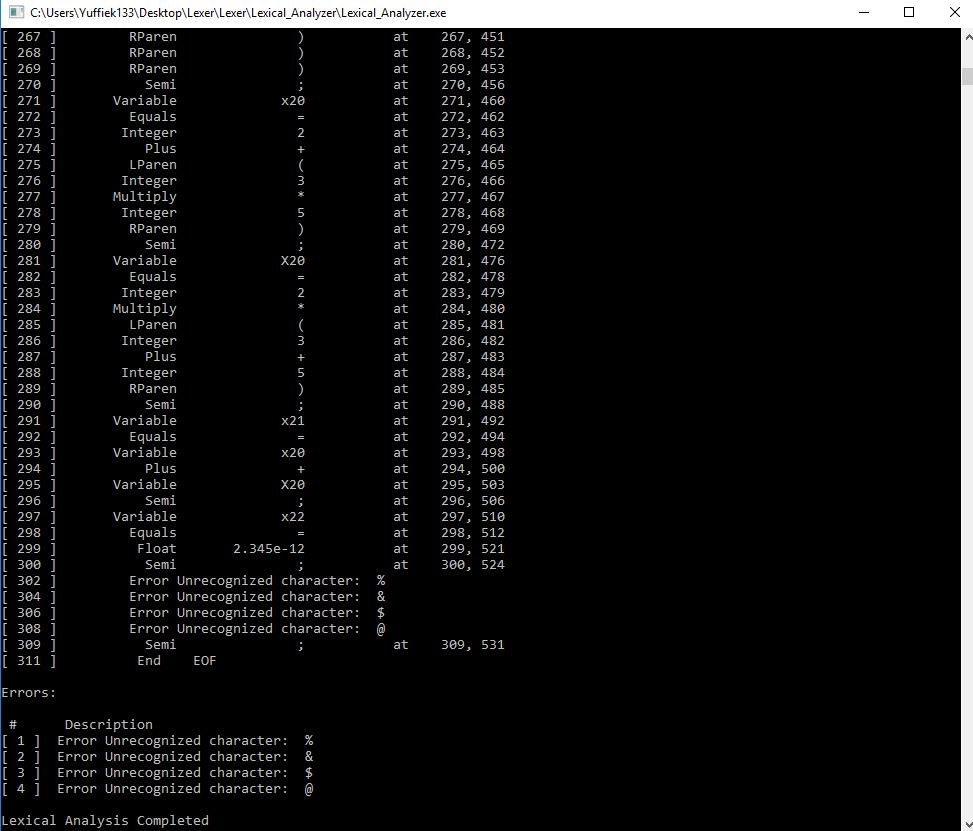 C:\Users\Yuffiek133\Desktop\Lexer\Lexer\Lexical_Analyzer\Lexical_Analyzer.exe
[ 267 ] RParen ) at 267, 451
[ 268 ] RParen ) at 268, 452
[ 269 ] RParen ) at 269, 453
[ 270 ] Semi ; at 270, 456
[ 271 ] Variable x20 at 271, 460
[ 272 ] Equals = at 272, 462
[ 273 ] Integer 2 at 273, 463
[ 274 ] Plus + at 274, 464
[ 275 ] LParen ( at 275, 465
[ 276 ] Integer 3 at 276, 466
[ 277 ] Multiply * at 277, 467
[ 278 ] Integer 5 at 278, 468
[ 279 ] RParen ) at 279, 469
[ 280 ] Semi ; at 280, 472
[ 281 ] Variable X20 at 281, 476
[ 282 ] Equals = at 282, 478
[ 283 ] Integer 2 at 283, 479
[ 284 ] Multiply * at 284, 480
[ 285 ] LParen ( at 285, 481
[ 286 ] Integer 3 at 286, 482
[ 287 ] Plus + at 287, 483
[ 288 ] Integer 5 at 288, 484
[ 289 ] RParen ) at 289, 485
[ 290 ] Semi ; at 290, 488
[ 291 ] Variable x21 at 291, 492
[ 292 ] Equals = at 292, 494
[ 293 ] Variable x20 at 293, 498
[ 294 ] Plus + at 294, 500
[ 295 ] Variable X20 at 295, 503
[ 296 ] Semi ; at 296, 506
[ 297 ] Variable x22 at 297, 510
[ 298 ] Equals = at 298, 512
[ 299 ] Float 2.345e-12 at 299, 521
[ 300 ] Semi ; at 300, 524
[ 302 ] Error Unrecognized character: %
[ 304 ] Error Unrecognized character: &
[ 306 ] Error Unrecognized character: $
[ 308 ] Error Unrecognized character: @
[ 309 ] Semi ; at 309, 531
[ 311 ] End EOF
Errors:
# Description
[ 1 ] Error Unrecognized character: %
[ 2 ] Error Unrecognized character: &
[ 3 ] Error Unrecognized character: $
[ 4 ] Error Unrecognized character: @
Lexical Analysis Completed